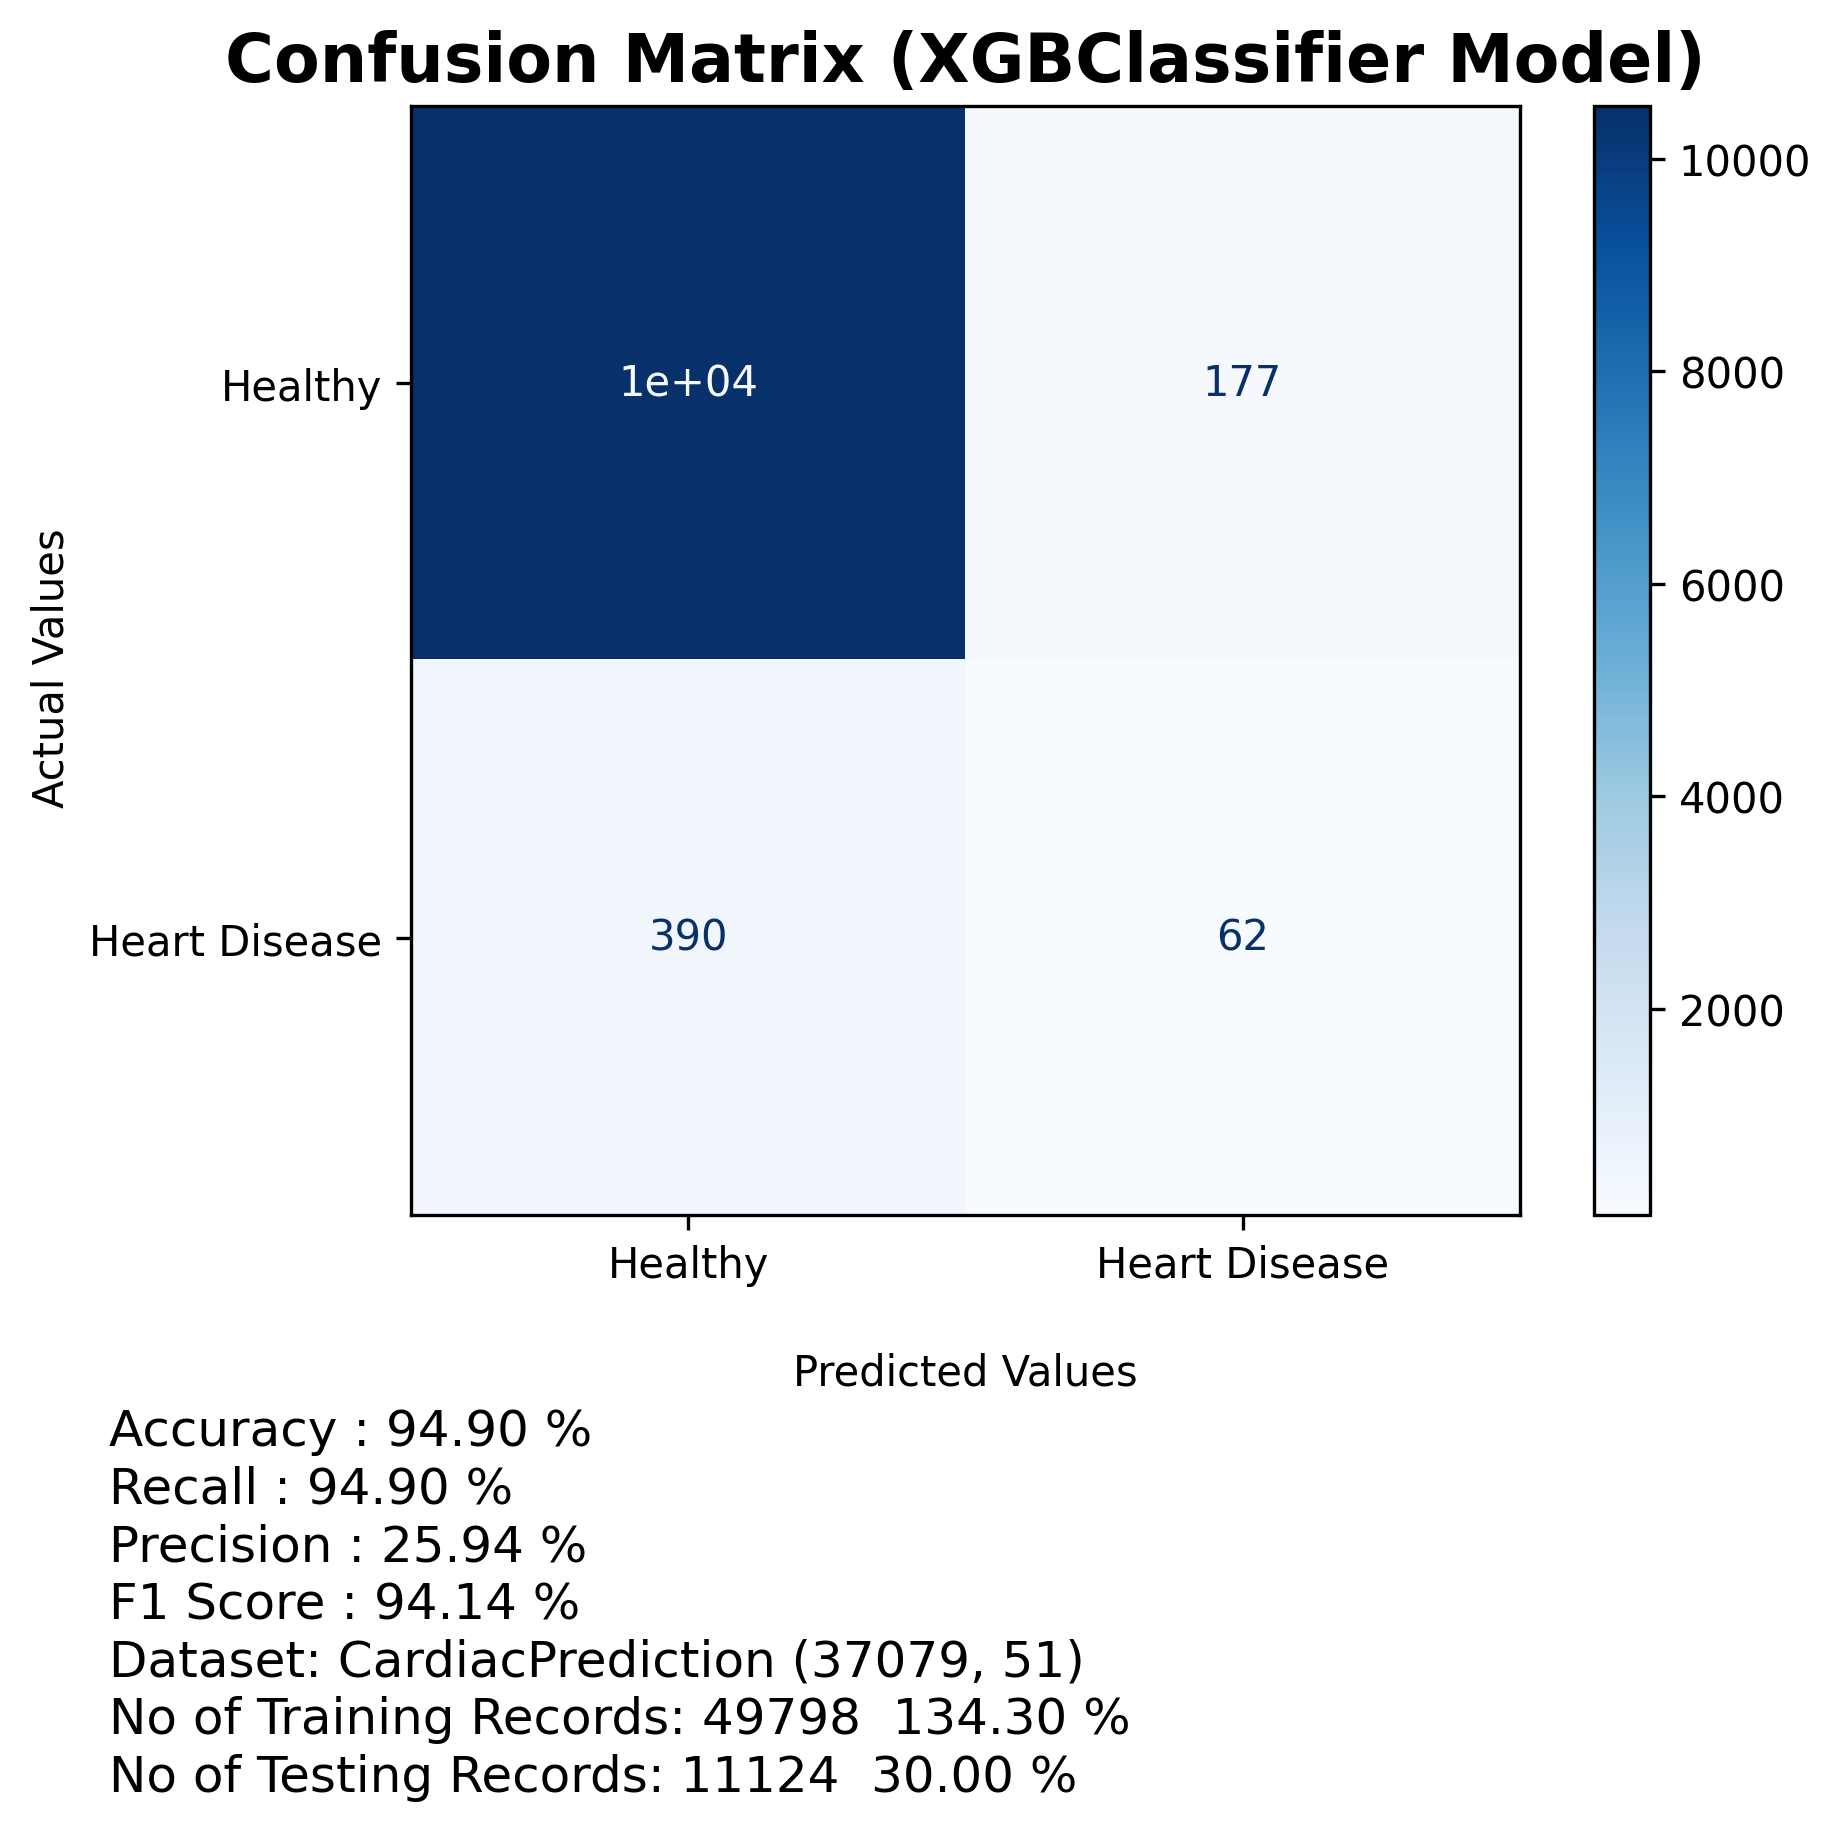 Confusion Matrix (XGBClassifier Model)
10000
8000
6000
4000
2000
Actual Values
Healthy
1e+04
177
Heart Disease
390
62
Healthy
Heart Disease
Predicted Values
Accuracy : 94.90 %
Recall : 94.90 %
Precision : 25.94 %
F1 Score : 94.14 %
Dataset: CardiacPrediction (37079, 51)
No of Training Records: 49798  134.30 %
No of Testing Records: 11124  30.00 %